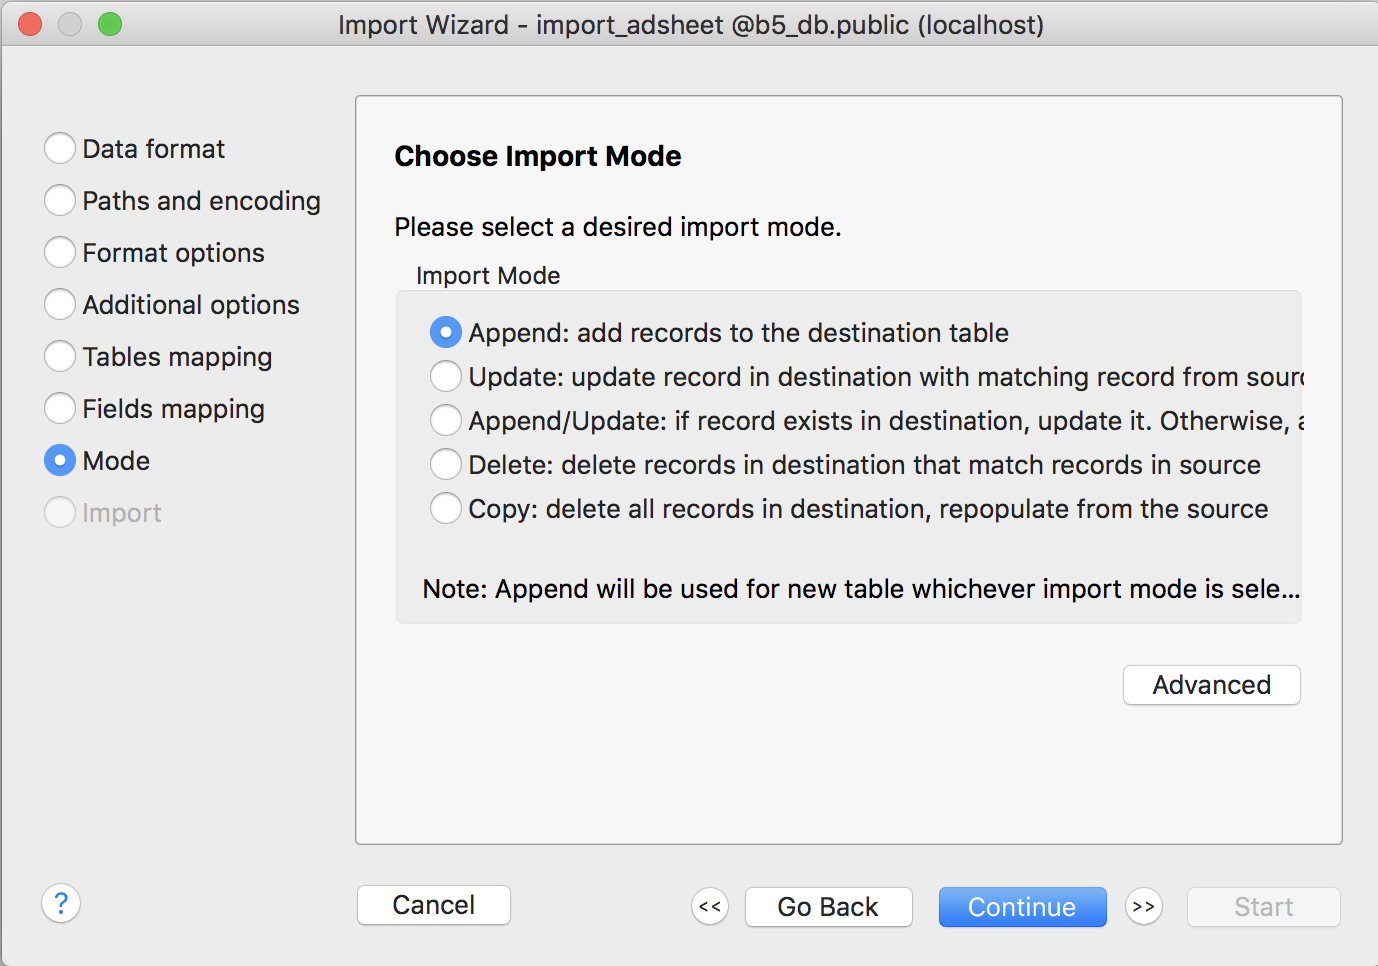 Import Wizard - import_adsheet @b5_db.public (localhost)
Data format
Paths and encoding
Format options
Additional options
Tables mapping
Fields mapping
Mode
Import
Choose Import Mode
Please select a desired import mode.
Import Mode
Append: add records to the destination table
Update: update record in destination with matching record from
Append/Update: if record exists in destination, update it. Otherwise,
Delete: delete records in destination that match records in source
Copy: delete all records in destination, repopulate from the source
Note: Append will be used for new table whichever import mode is sele...
Advanced
?
Cancel
<<
Go Back
Continue
>>
Start